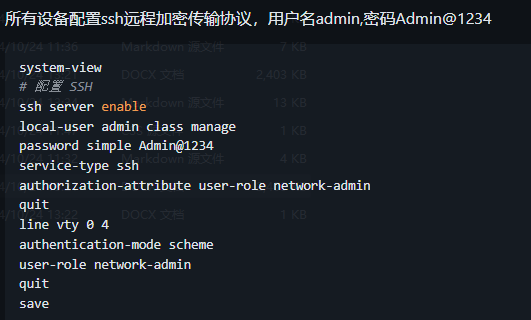 所有设备配置ssh远程加密传输协议，用户名admin,密码Admin@1234
system-view
# 配置 SSH
ssh server enable
local-user admin class manage
password simple Admin@1234
service-type ssh
authorization-attribute user-role network-admin
quit
line vty 0 4
authentication-mode scheme
user-role network-admin
quit
save